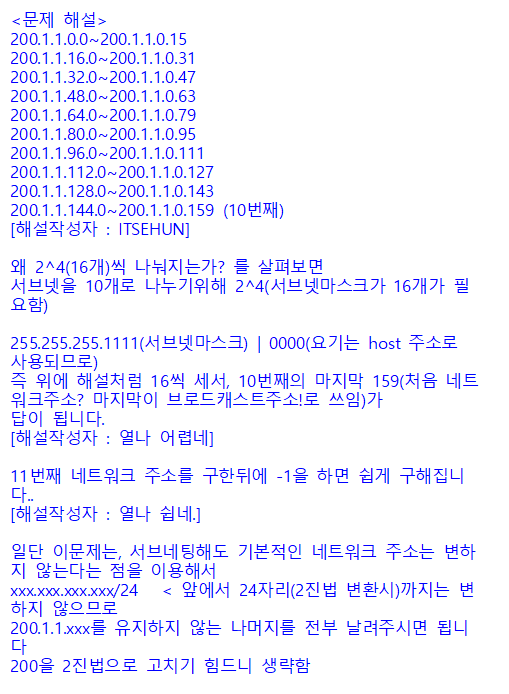 <문제 해설>
200.1.1.0.0~200.1.1.0.15
200.1.1.16.0~200.1.1.0.31
200.1.1.32.0~200.1.1.0.47
200.1.1.48.0~200.1.1.0.63
200.1.1.64.0~200.1.1.0.79
200.1.1.80.0~200.1.1.0.95
200.1.1.96.0~200.1.1.0.111
200.1.1.112.0~200.1.1.0.127
200.1.1.128.0~200.1.1.0.143
200.1.1.144.0~200.1.1.0.159 (10번째)
[해설작성자 : ITSEHUN]
왜 2^4(16개)씩 나눠지는가? 를 살펴보면
서브넷을 10개로 나누기위해 2^4(서브넷마스크가 16개가 필
요함)
255.255.255.1111(서브넷마스크) | 0000(요기는 host 주소로
사용되므로)
즉 위에 해설처럼 16씩 세서, 10번째의 마지막 159(처음 네트
워크주소? 마지막이 브로드캐스트주소!로 쓰임)가
답이 됩니다.
[해설작성자 : 열나 어렵네]
11번째 네트워크 주소를 구한뒤에 -1을 하면 쉽게 구해집니
다..
[해설작성자 : 열나 쉽네.]
일단 이문제는, 서브네팅해도 기본적인 네트워크 주소는 변하
지 않는다는 점을 이용해서
xxx.xxx.xxx.xxx/24 < 앞에서 24자리(2진법 변환시)까지는 변
하지 않으므로
200.1.1.xxx를 유지하지 않는 나머지를 전부 날려주시면 됩니
다
200을 2진법으로 고치기 힘드니 생략함